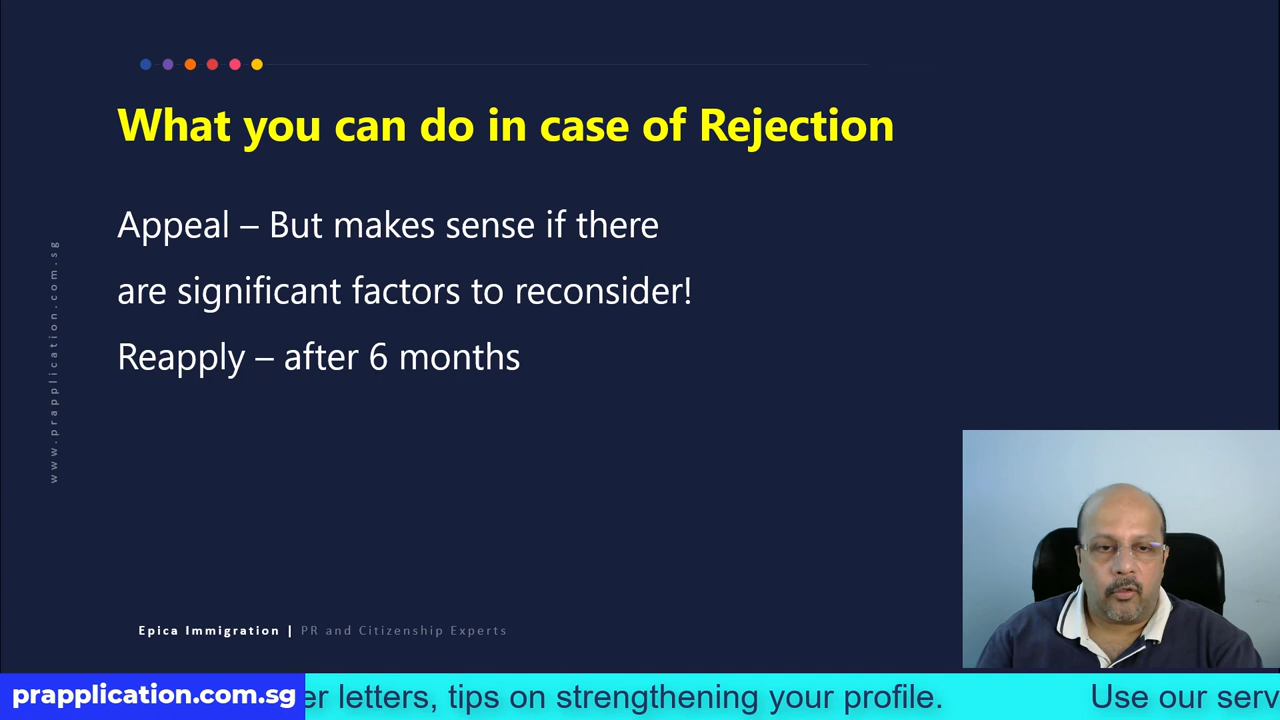 What you can do in case of Rejection
Appeal – But makes sense if there
are significant factors to reconsider!
Reapply – after 6 months
www.prapplication.com.sg
Epica Immigration | PR and Citizenship Experts
prapplication.com.sg
letters, tips on strengthening your profile. Use our